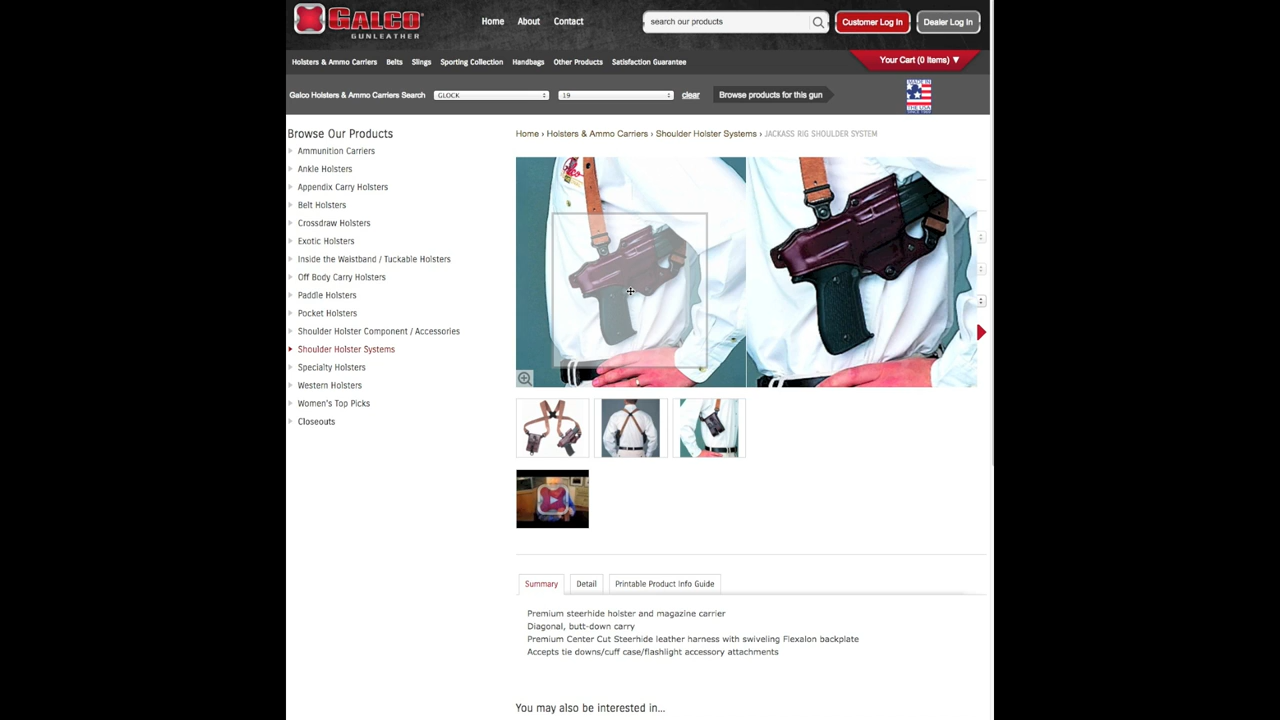 GALCO
GUNLEATHER
Home About Contact
search our products
Customer Log In
Dealer Log In
Holsters & Ammo Carriers Belts Slings Sporting Collection Handbags Other Products Satisfaction Guarantee
Your Cart (0 Items) ▼
Galco Holsters & Ammo Carriers Search
GLOCK
19
clear
Browse products for this gun
MADE IN
THE USA
Browse Our Products
Ammunition Carriers
Ankle Holsters
Appendix Carry Holsters
Belt Holsters
Crossdraw Holsters
Exotic Holsters
Inside the Waistband / Tuckable Holsters
Off Body Carry Holsters
Paddle Holsters
Pocket Holsters
Shoulder Holster Component / Accessories
Shoulder Holster Systems
Specialty Holsters
Western Holsters
Women's Top Picks
Closeouts
Home › Holsters & Ammo Carriers › Shoulder Holster Systems › JACKASS RIG SHOULDER SYSTEM
Summary
Detail
Printable Product Info Guide
Premium steerhide holster and magazine carrier
Diagonal, butt-down carry
Premium Center Cut Steerhide leather harness with swiveling Flexalon backplate
Accepts tie downs/cuff case/flashlight accessory attachments
You may also be interested in...